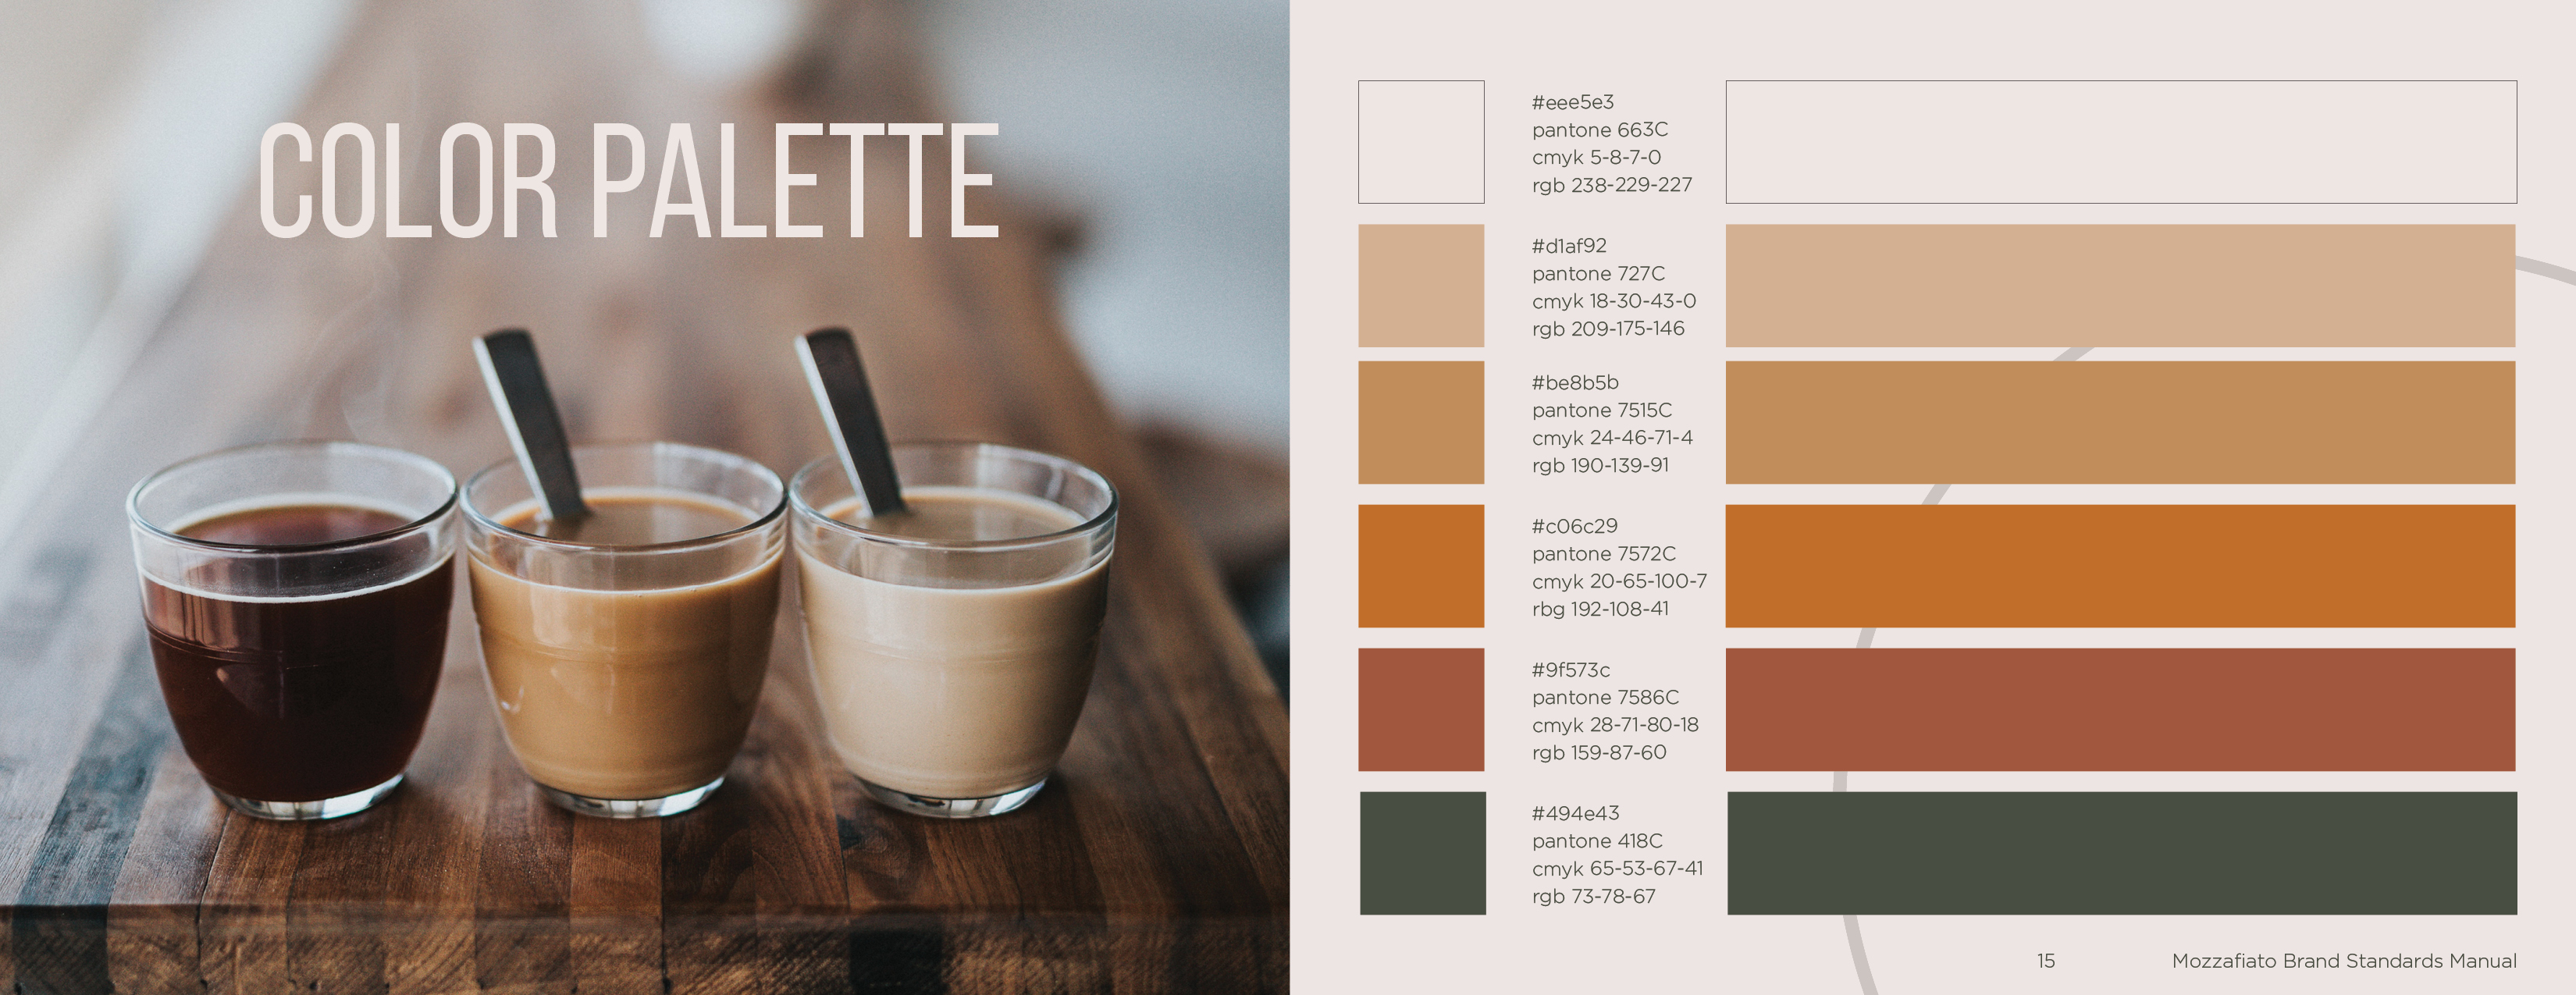 COLOR PALETTE
#eee5e3
pantone 663C
cmyk 5-8-7-0
rgb 238-229-227
#d1af92
pantone 727C
cmyk 18-30-43-0
rgb 209-175-146
#be8b5b
pantone 7515C
cmyk 24-46-71-4
rgb 190-139-91
#c06c29
pantone 7572C
cmyk 20-65-100-7
rbg 192-108-41
#9f573c
pantone 7586C
cmyk 28-71-80-18
rgb 159-87-60
#494e43
pantone 418C
cmyk 65-53-67-41
rgb 73-78-67
15 Mozzafiato Brand Standards Manual